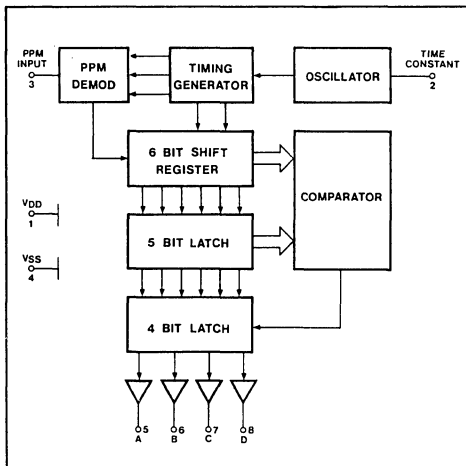 PPM
INPUT
3
PPM
DEMOD
TIMING
GENERATOR
OSCILLATOR
TIME
CONSTANT
2
6 BIT SHIFT
REGISTER
COMPARATOR
VDD
1
5 BIT LATCH
VSS
4
4 BIT LATCH
5
A
6
B
7
C
8
D